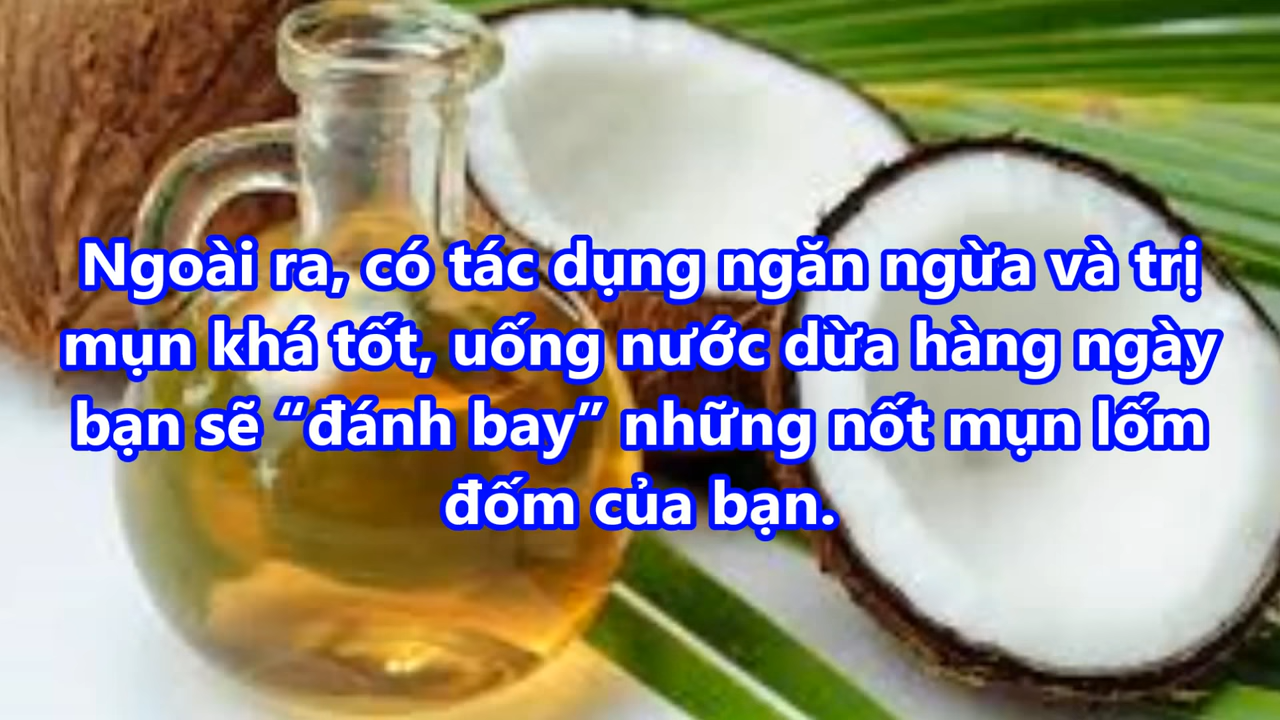 Ngoài ra, có tác dụng ngăn ngừa và trị
mụn khá tốt, uống nước dừa hàng ngày
bạn sẽ “đánh bay” những nốt mụn lốm
đốm của bạn.